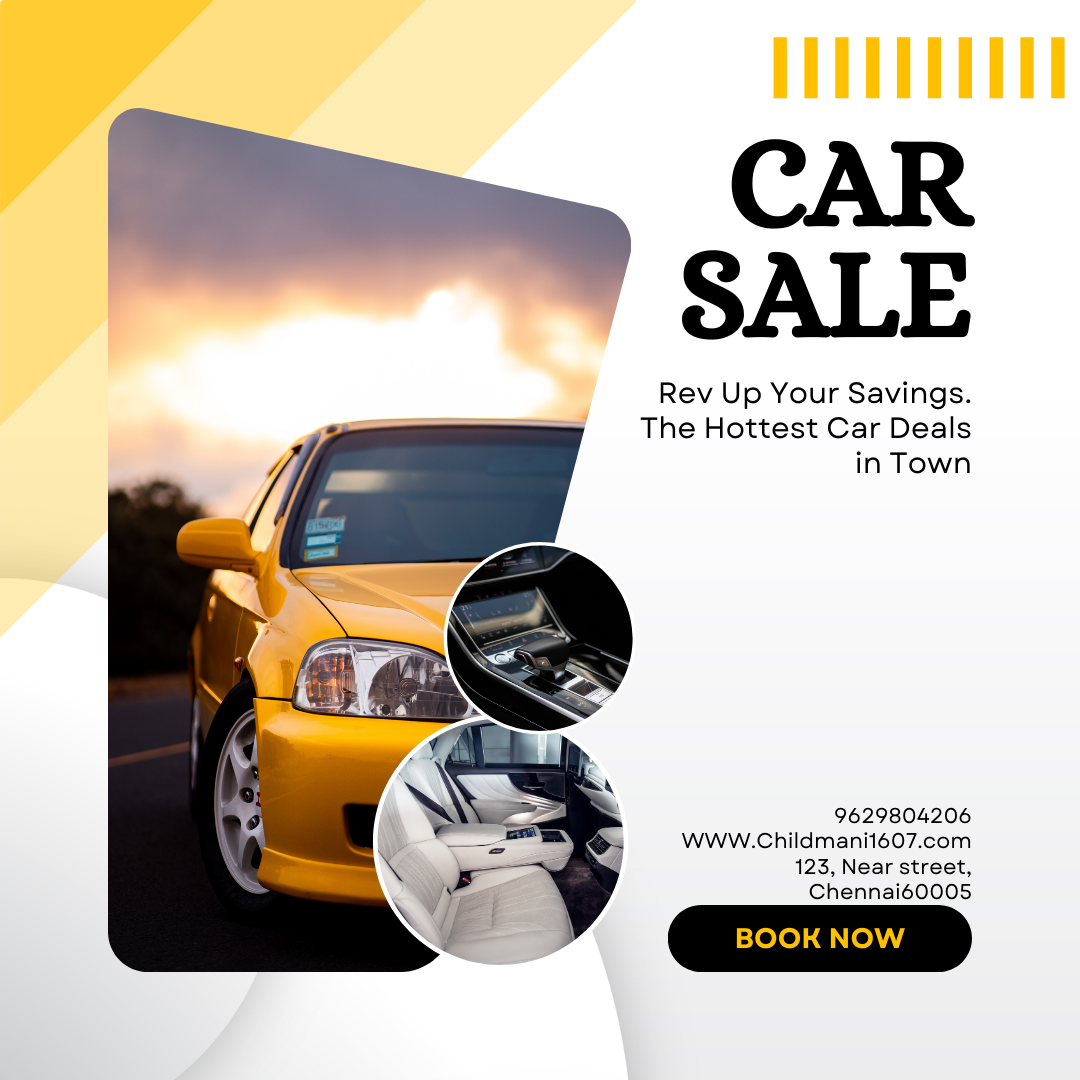 CAR
SALE
Rev Up Your Savings.
The Hottest Car Deals
in Town
9629804206
WWW.Childmani1607.com
123, Near street,
Chennai60005
BOOK NOW